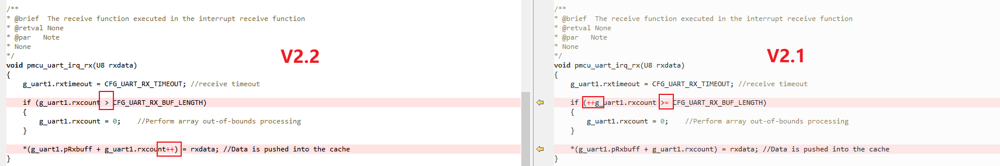 /**
* @brief  The receive function executed in the interrupt receive function
* @retval None
* @par   Note
* None
*/
void pmcu_uart_irq_rx(U8 rxdata)
{
    g_uart1.rxtimeout = CFG_UART_RX_TIMEOUT; //receive timeout
    if (g_uart1.rxcount > CFG_UART_RX_BUF_LENGTH)
    {
        g_uart1.rxcount = 0;    //Perform array out-of-bounds processing
    }
    *(g_uart1.pRxbuff + g_uart1.rxcount++) = rxdata; //Data is pushed into the cache
}
V2.2
/**
* @brief  The receive function executed in the interrupt receive function
* @retval None
* @par   Note
* None
*/
void pmcu_uart_irq_rx(U8 rxdata)
{
    g_uart1.rxtimeout = CFG_UART_RX_TIMEOUT; //receive timeout
    if (++g_uart1.rxcount >= CFG_UART_RX_BUF_LENGTH)
    {
        g_uart1.rxcount = 0;    //Perform array out-of-bounds processing
    }
    *(g_uart1.pRxbuff + g_uart1.rxcount) = rxdata; //Data is pushed into the cache
}
V2.1